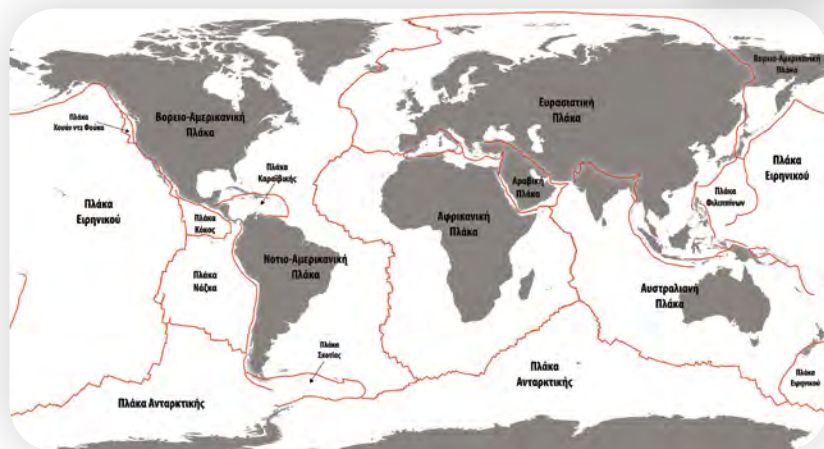 Βορειο-Αμερικανική
Πλάκα
Ευρασιατική
Πλάκα
Βορειο-Αμερικανική
Πλάκα
Πλάκα
Χουάν ντε Φούκα
Πλάκα
Καραϊβικής
Πλάκα
Ειρηνικού
Αραβική
Πλάκα
Πλάκα
Φιλιππίνων
Πλάκα
Ειρηνικού
Πλάκα
Κόκος
Αφρικανική
Πλάκα
Νοτιο-Αμερικανική
Πλάκα
Πλάκα
Νάζκα
Αυστραλιανή
Πλάκα
Πλάκα
Σκοτίας
Πλάκα
Ανταρκτικής
Πλάκα
Ειρηνικού
Πλάκα Ανταρκτικής